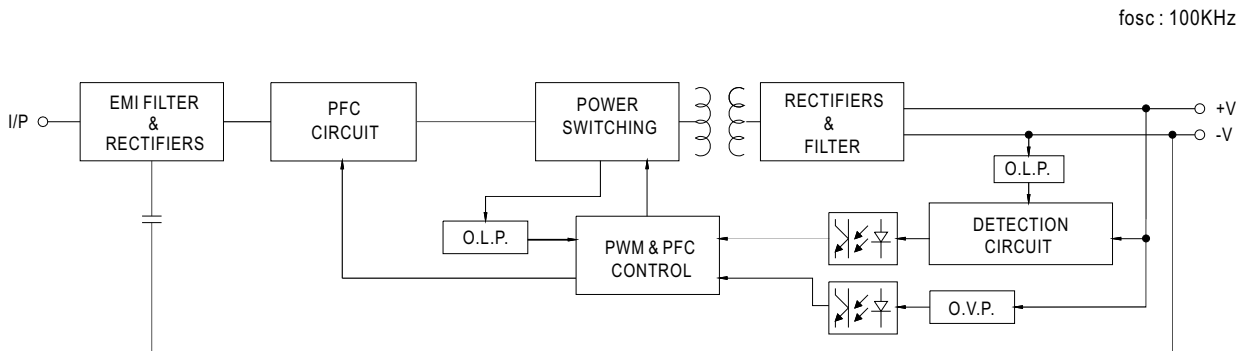 fosc : 100KHz
I/P
EMI FILTER
&
RECTIFIERS
PFC
CIRCUIT
POWER
SWITCHING
RECTIFIERS
&
FILTER
+V
-V
O.L.P.
O.L.P.
PWM & PFC
CONTROL
DETECTION
CIRCUIT
O.V.P.